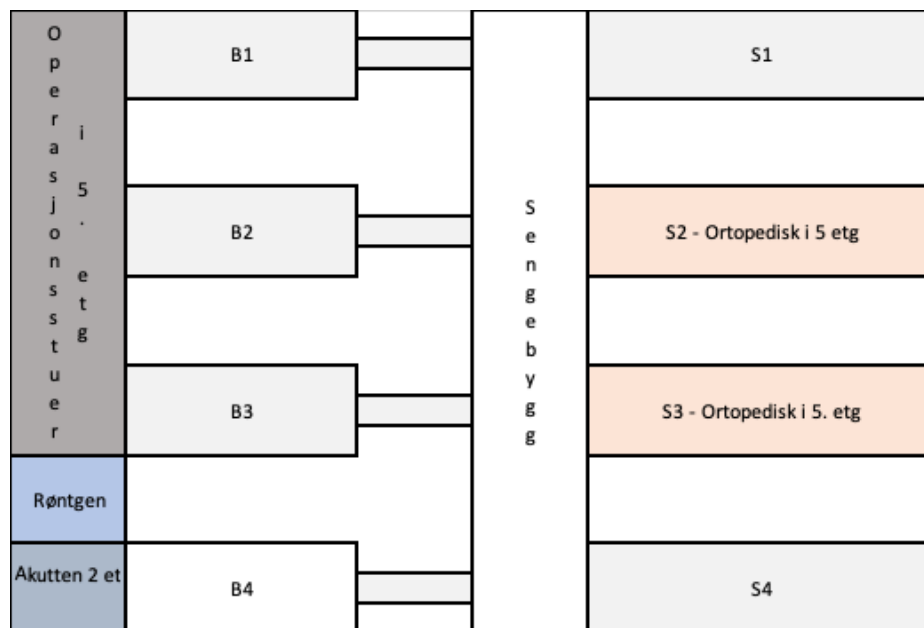 Operasjonsstuer
i 5. etg
B1
S1
B2
S2 - Ortopedisk i 5 etg
Sengebygg
B3
S3 - Ortopedisk i 5. etg
Røntgen
Akutten 2 et
B4
S4